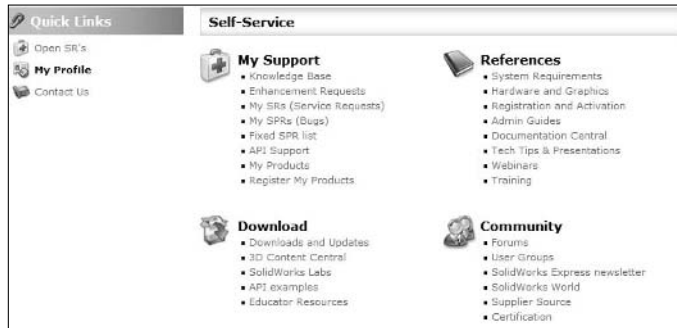 Quick Links
Open SR's
My Profile
Contact Us
Self-Service
My Support
Knowledge Base
Enhancement Requests
My SRs (Service Requests)
My SPRs (Bugs)
Fixed SPR list
API Support
My Products
Register My Products
References
System Requirements
Hardware and Graphics
Registration and Activation
Admin Guides
Documentation Central
Tech Tips & Presentations
Webinars
Training
Download
Downloads and Updates
3D Content Central
SolidWorks Labs
API examples
Educator Resources
Community
Forums
User Groups
SolidWorks Express newsletter
SolidWorks World
Supplier Source
Certification